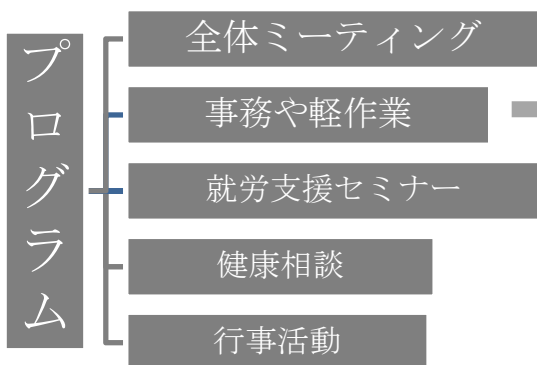 プログラム
全体ミーティング
事務や軽作業
就労支援セミナー
健康相談
行事活動